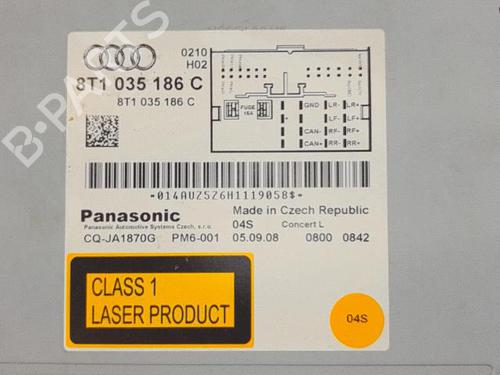 0210
H02
8T1 035 186 C
8T1 035 186 C
FUSE
15A
GND LR- LR+
+ LF- LF+
CAN- RF- RF+
CAN+ RR- RR+
-014AUZ5Z6H1119058$-
Panasonic
Panasonic Automotive Systems Czech, s.r.o.
Made in Czech Republic
04S Concert L
CQ-JA1870G PM6-001 05.09.08 0800 0842
CLASS 1
LASER PRODUCT
04S
B-PARTS